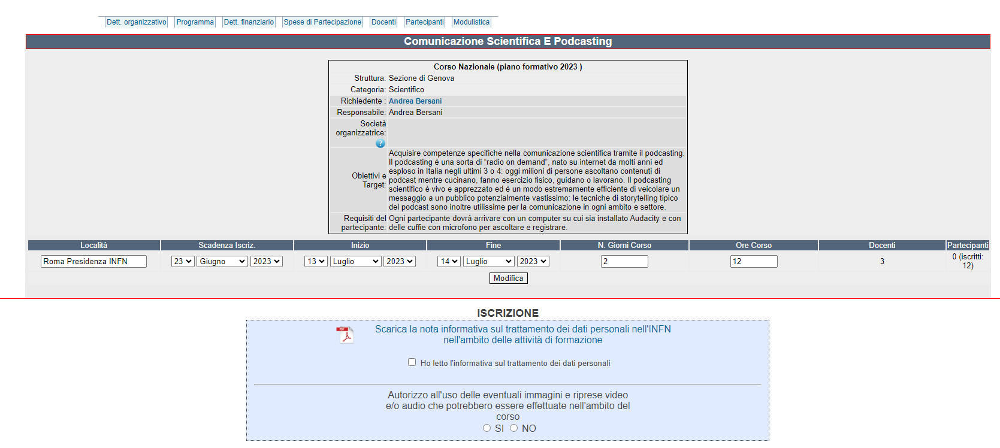 Dett. organizzativo Programma Dett. finanziario Spese di Partecipazione Docenti Partecipanti Modulistica
Comunicazione Scientifica E Podcasting
Corso Nazionale (piano formativo 2023 )
Struttura: Sezione di Genova
Categoria: Scientifico
Richiedente : Andrea Bersani
Responsabile: Andrea Bersani
Società
organizzatrice:
?
Obiettivi e
Target:
Acquisire competenze specifiche nella comunicazione scientifica tramite il podcasting.
Il podcasting è una sorta di “radio on demand”, nato su internet da molti anni ed
esploso in Italia negli ultimi 3 o 4: oggi milioni di persone ascoltano contenuti di
podcast mentre cucinano, fanno esercizio fisico, guidano o lavorano. Il podcasting
scientifico è vivo e apprezzato ed è un modo estremamente efficiente di veicolare un
messaggio a un pubblico potenzialmente vastissimo: le tecniche di storytelling tipico
del podcast sono inoltre utilissime per la comunicazione in ogni ambito e settore.
Requisiti del
partecipante:
Ogni partecipante dovrà arrivare con un computer su cui sia installato Audacity e con
delle cuffie con microfono per ascoltare e registrare.
Località Scadenza Iscriz. Inizio Fine N. Giorni Corso Ore Corso Docenti Partecipanti
Roma Presidenza INFN 23 Giugno 2023 13 Luglio 2023 14 Luglio 2023 2 12 3 0 (iscritti:
12)
Modifica
ISCRIZIONE
PDF
Scarica la nota informativa sul trattamento dei dati personali nell'INFN
nell'ambito delle attività di formazione
Ho letto l'informativa sul trattamento dei dati personali
Autorizzo all'uso delle eventuali immagini e riprese video
e/o audio che potrebbero essere effettuate nell'ambito del
corso
SI NO